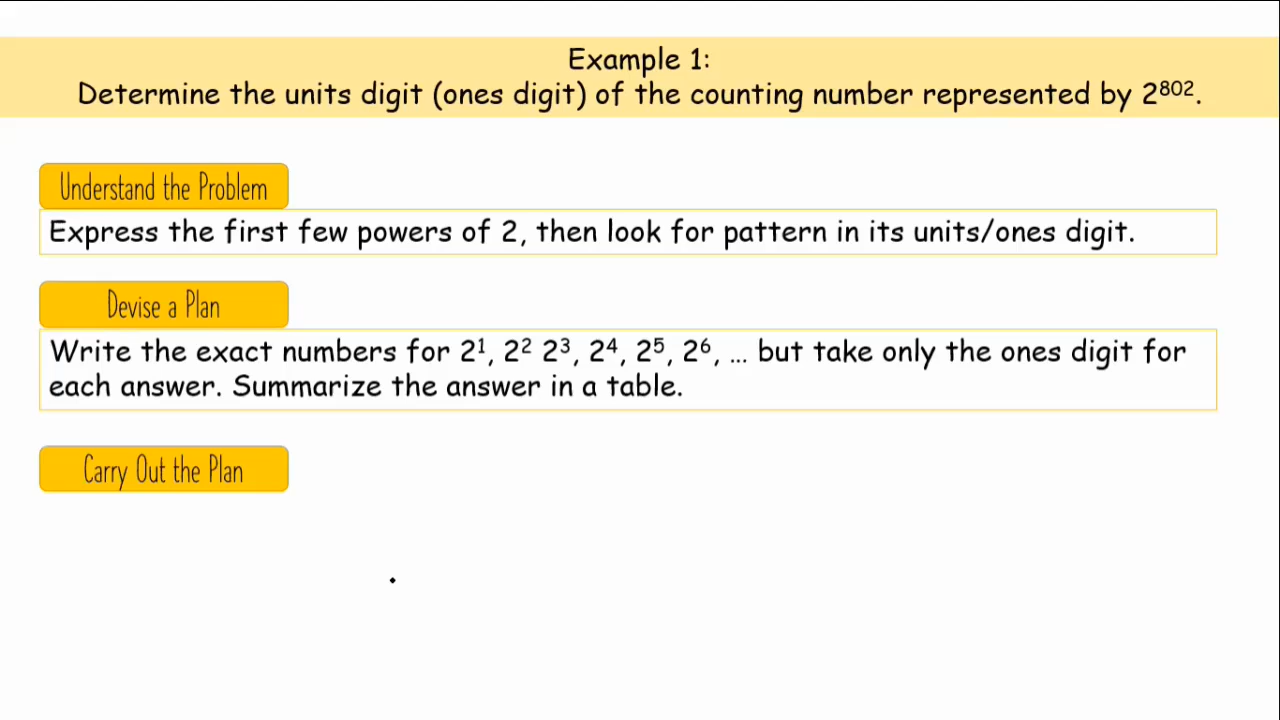 Example 1:
Determine the units digit (ones digit) of the counting number represented by 2⁸⁰².
Understand the Problem
Express the first few powers of 2, then look for pattern in its units/ones digit.
Devise a Plan
Write the exact numbers for 2¹, 2² 2³, 2⁴, 2⁵, 2⁶, ... but take only the ones digit for
each answer. Summarize the answer in a table.
Carry Out the Plan